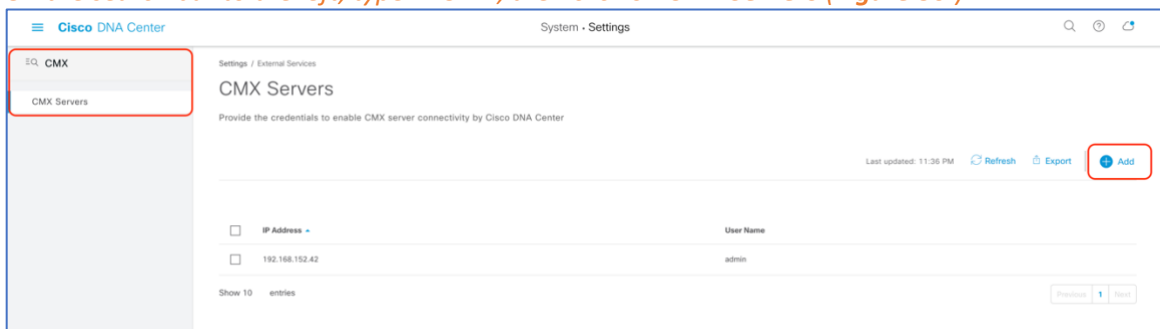 Cisco DNA Center
System • Settings
CMX
CMX Servers
Settings / External Services
CMX Servers
Provide the credentials to enable CMX server connectivity by Cisco DNA Center
Last updated: 11:36 PM Refresh Export Add
IP Address User Name
192.168.152.42 admin
Show 10 entries
Previous 1 Next